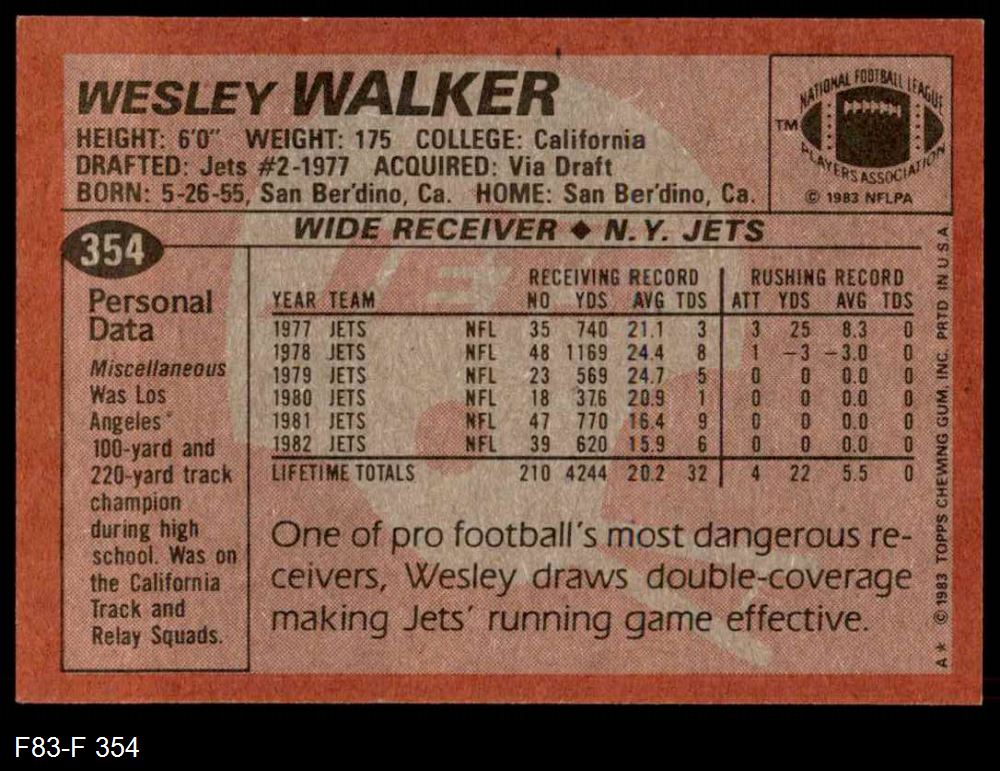 WESLEY WALKER
HEIGHT: 6'0" WEIGHT: 175 COLLEGE: California
DRAFTED: Jets #2-1977 ACQUIRED: Via Draft
BORN: 5-26-55, San Ber'dino, Ca. HOME: San Ber'dino, Ca.
NATIONAL FOOTBALL LEAGUE
TM
PLAYERS ASSOCIATION
© 1983 NFLPA
WIDE RECEIVER ◆ N.Y. JETS
354
Personal
Data
Miscellaneous
Was Los
Angeles'
100-yard and
220-yard track
champion
during high
school. Was on
the California
Track and
Relay Squads.
JETS
RECEIVING RECORD RUSHING RECORD
YEAR TEAM NO YDS AVG TDS ATT YDS AVG TDS
1977 JETS NFL 35 740 21.1 3 3 25 8.3 0
1978 JETS NFL 48 1169 24.4 8 1 -3 -3.0 0
1979 JETS NFL 23 569 24.7 5 0 0 0.0 0
1980 JETS NFL 18 376 20.9 1 0 0 0.0 0
1981 JETS NFL 47 770 16.4 9 0 0 0.0 0
1982 JETS NFL 39 620 15.9 6 0 0 0.0 0
LIFETIME TOTALS 210 4244 20.2 32 4 22 5.5 0
One of pro football's most dangerous re-
ceivers, Wesley draws double-coverage
making Jets' running game effective.
A* © 1983 TOPPS CHEWING GUM, INC. PRTD IN U.S.A.
F83-F 354